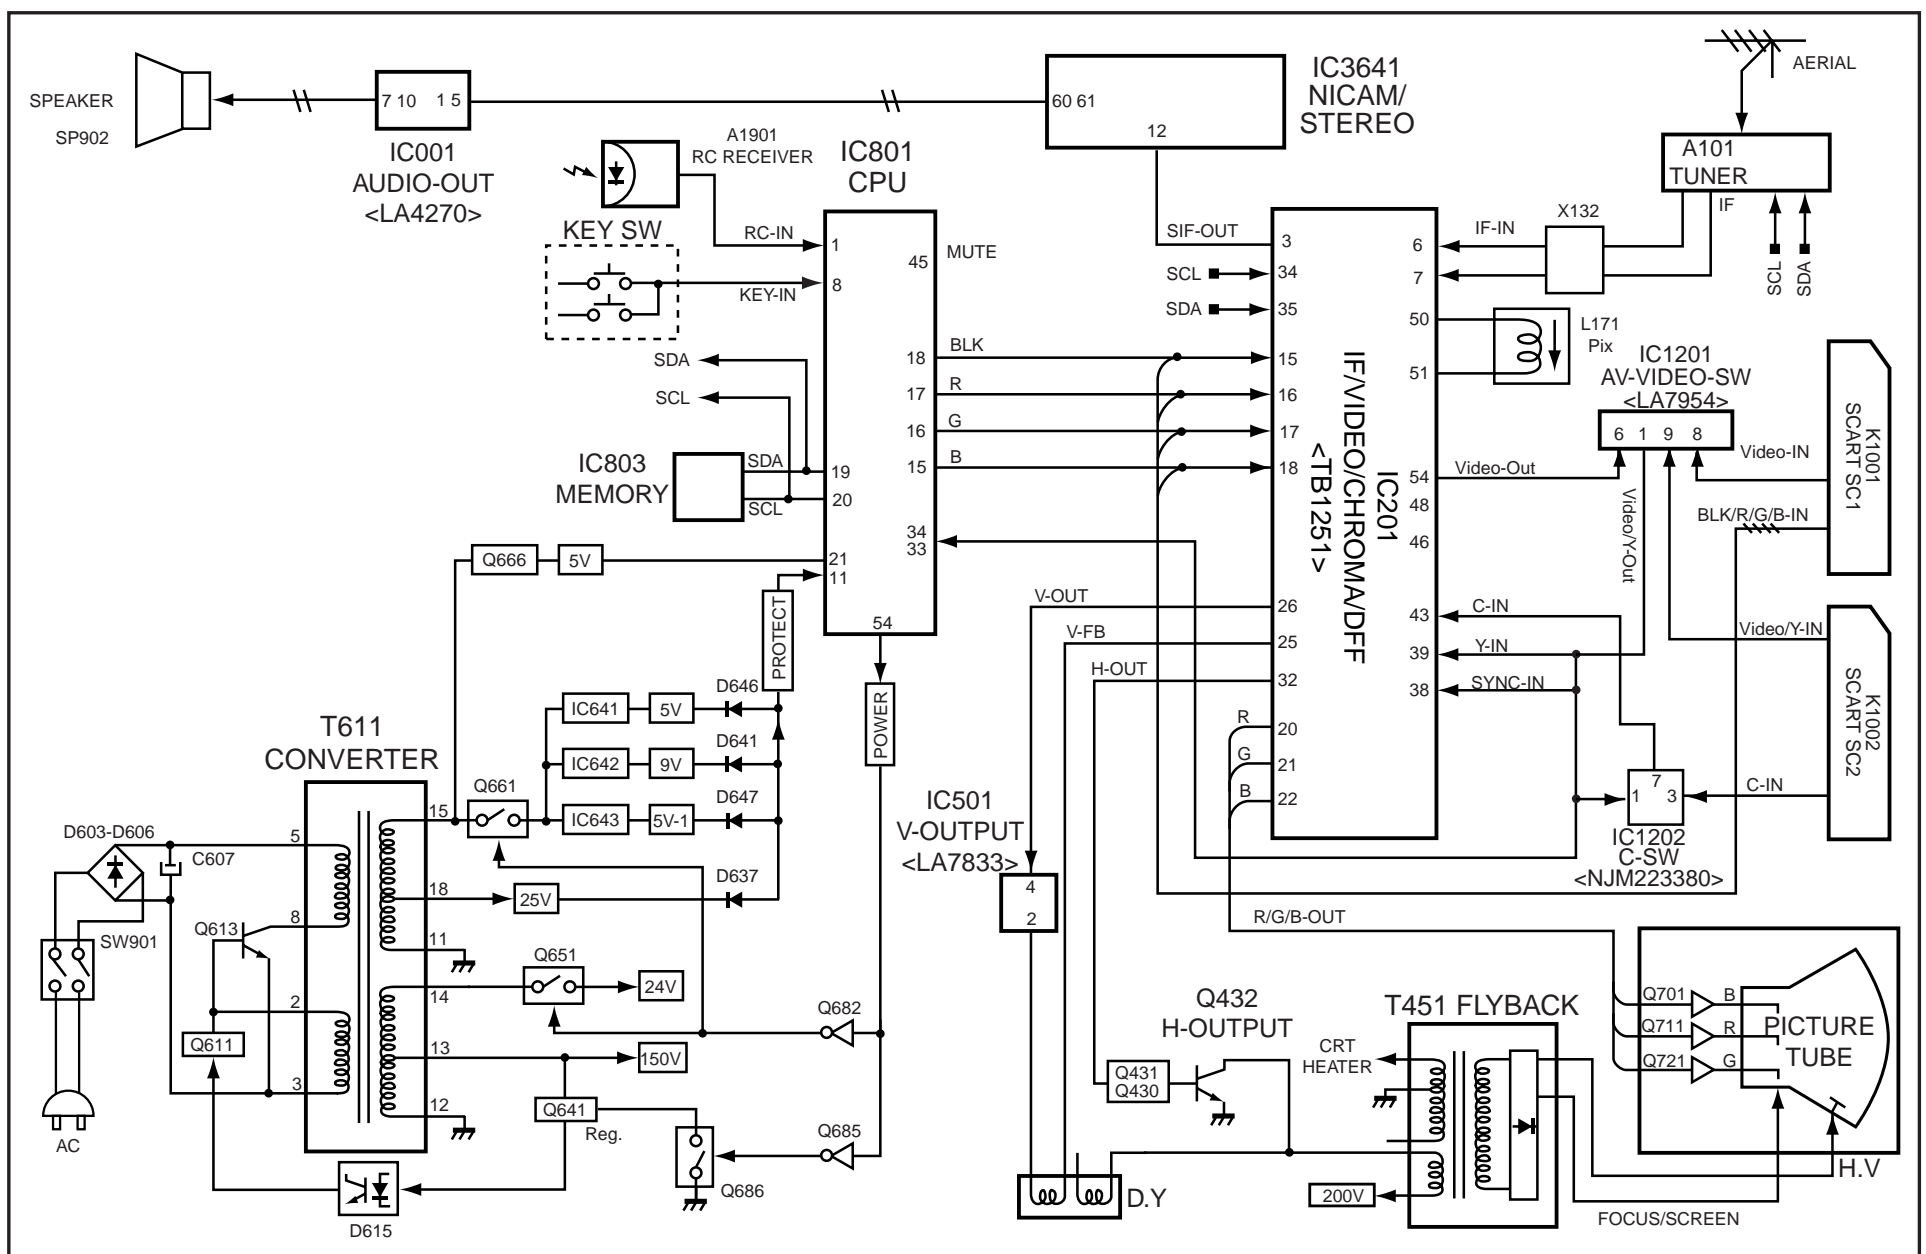 SPEAKER
SP902
7 10
1 5
IC001
AUDIO-OUT
<LA4270>
60 61
12
IC3641
NICAM/
STEREO
AERIAL
A101
TUNER
IF
SCL
SDA
X132
IF-IN
A1901
RC RECEIVER
IC801
CPU
KEY SW
RC-IN
KEY-IN
1
8
45
MUTE
18
BLK
17
R
16
G
15
B
SDA
SCL
IC803
MEMORY
SDA
SCL
19
20
34
33
21
11
54
Q666
5V
PROTECT
POWER
SIF-OUT
SCL
SDA
3
34
35
15
16
17
18
26
25
32
20
21
22
V-OUT
V-FB
H-OUT
R
G
B
IC201
IF/VIDEO/CHROMA/DFF
<TB1251>
6
7
50
51
54
48
46
43
39
38
L171
Pix
IC1201
AV-VIDEO-SW
<LA7954>
6 1 9 8
Video-Out
Video/Y-Out
Video-IN
BLK/R/G/B-IN
K1001
SCART SC1
Video/Y-IN
K1002
SCART SC2
C-IN
Y-IN
SYNC-IN
C-IN
7
1
3
IC1202
C-SW
<NJM223380>
T611
CONVERTER
D603-D606
C607
SW901
AC
Q613
Q611
5
8
2
3
15
18
11
14
13
12
Q661
IC641
5V
D646
IC642
9V
D641
IC643
5V-1
D647
25V
D637
Q651
24V
Q682
150V
Q641
Reg.
Q685
Q686
D615
IC501
V-OUTPUT
<LA7833>
4
2
R/G/B-OUT
Q432
H-OUTPUT
Q431
Q430
D.Y
T451 FLYBACK
CRT
HEATER
200V
Q701
B
Q711
R
Q721
G
PICTURE
TUBE
H.V
FOCUS/SCREEN